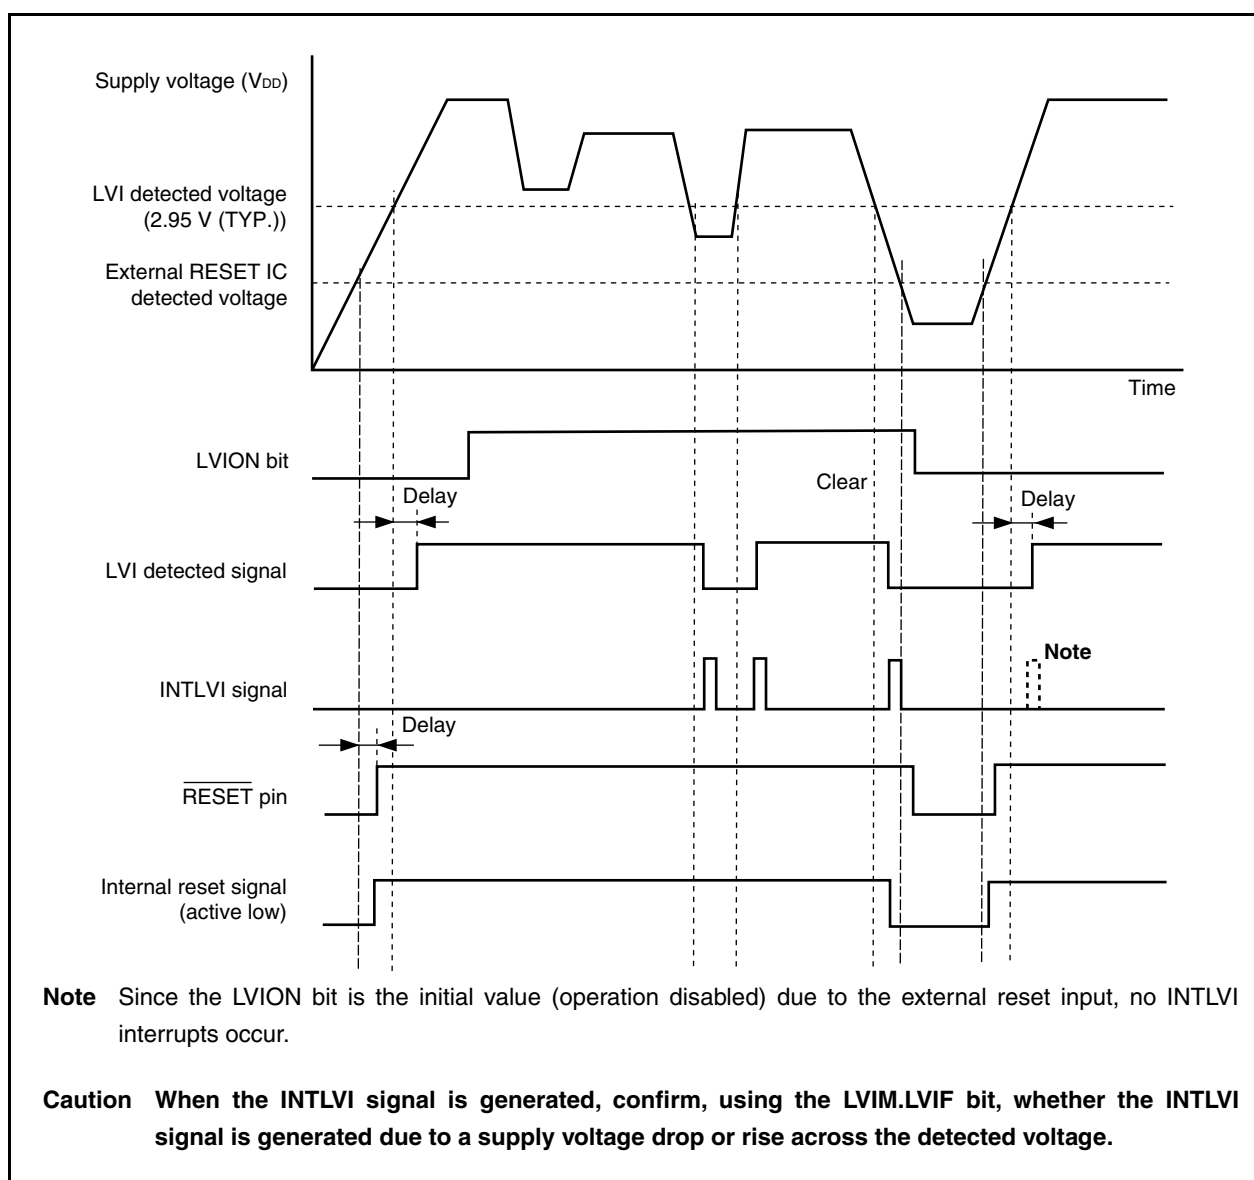 Supply voltage (VDD)
LVI detected voltage
(2.95 V (TYP.))
External RESET IC
detected voltage
Time
LVION bit
Clear
Delay
Delay
LVI detected signal
Note
INTLVI signal
Delay
RESET pin
Internal reset signal
(active low)
Note Since the LVION bit is the initial value (operation disabled) due to the external reset input, no INTLVI
interrupts occur.
Caution When the INTLVI signal is generated, confirm, using the LVIM.LVIF bit, whether the INTLVI
signal is generated due to a supply voltage drop or rise across the detected voltage.